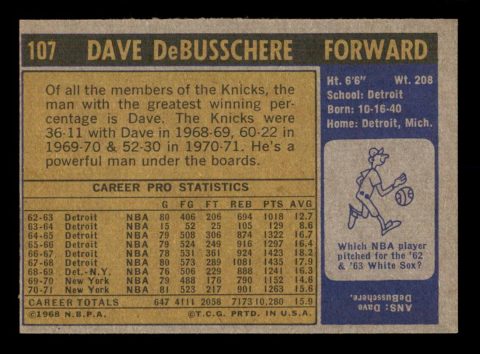 107 DAVE DeBUSSCHERE FORWARD
Of all the members of the Knicks, the
man with the greatest winning per-
centage is Dave. The Knicks were
36-11 with Dave in 1968-69, 60-22 in
1969-70 & 52-30 in 1970-71. He's a
powerful man under the boards.
Ht. 6'6" Wt. 208
School: Detroit
Born: 10-16-40
Home: Detroit, Mich.
CAREER PRO STATISTICS
G FG FT REB PTS AVG
62-63 Detroit NBA 80 406 206 694 1018 12.7
63-64 Detroit NBA 15 52 25 105 129 8.6
64-65 Detroit NBA 79 508 306 874 1322 16.7
65-66 Detroit NBA 79 524 249 916 1297 16.4
66-67 Detroit NBA 78 531 361 924 1423 18.2
67-68 Detroit NBA 80 573 289 1081 1435 17.9
68-69 Det.-N.Y. NBA 76 506 229 888 1241 16.3
69-70 New York NBA 79 488 176 790 1152 14.6
70-71 New York NBA 81 523 217 901 1263 15.6
CAREER TOTALS 647 4111 2058 7173 10,280 15.9
©1968 N.B.P.A. ©T.C.G. PRTD. IN U.S.A.
Which NBA player
pitched for the '62
& '63 White Sox?
ANS: Dave
DeBusschere.